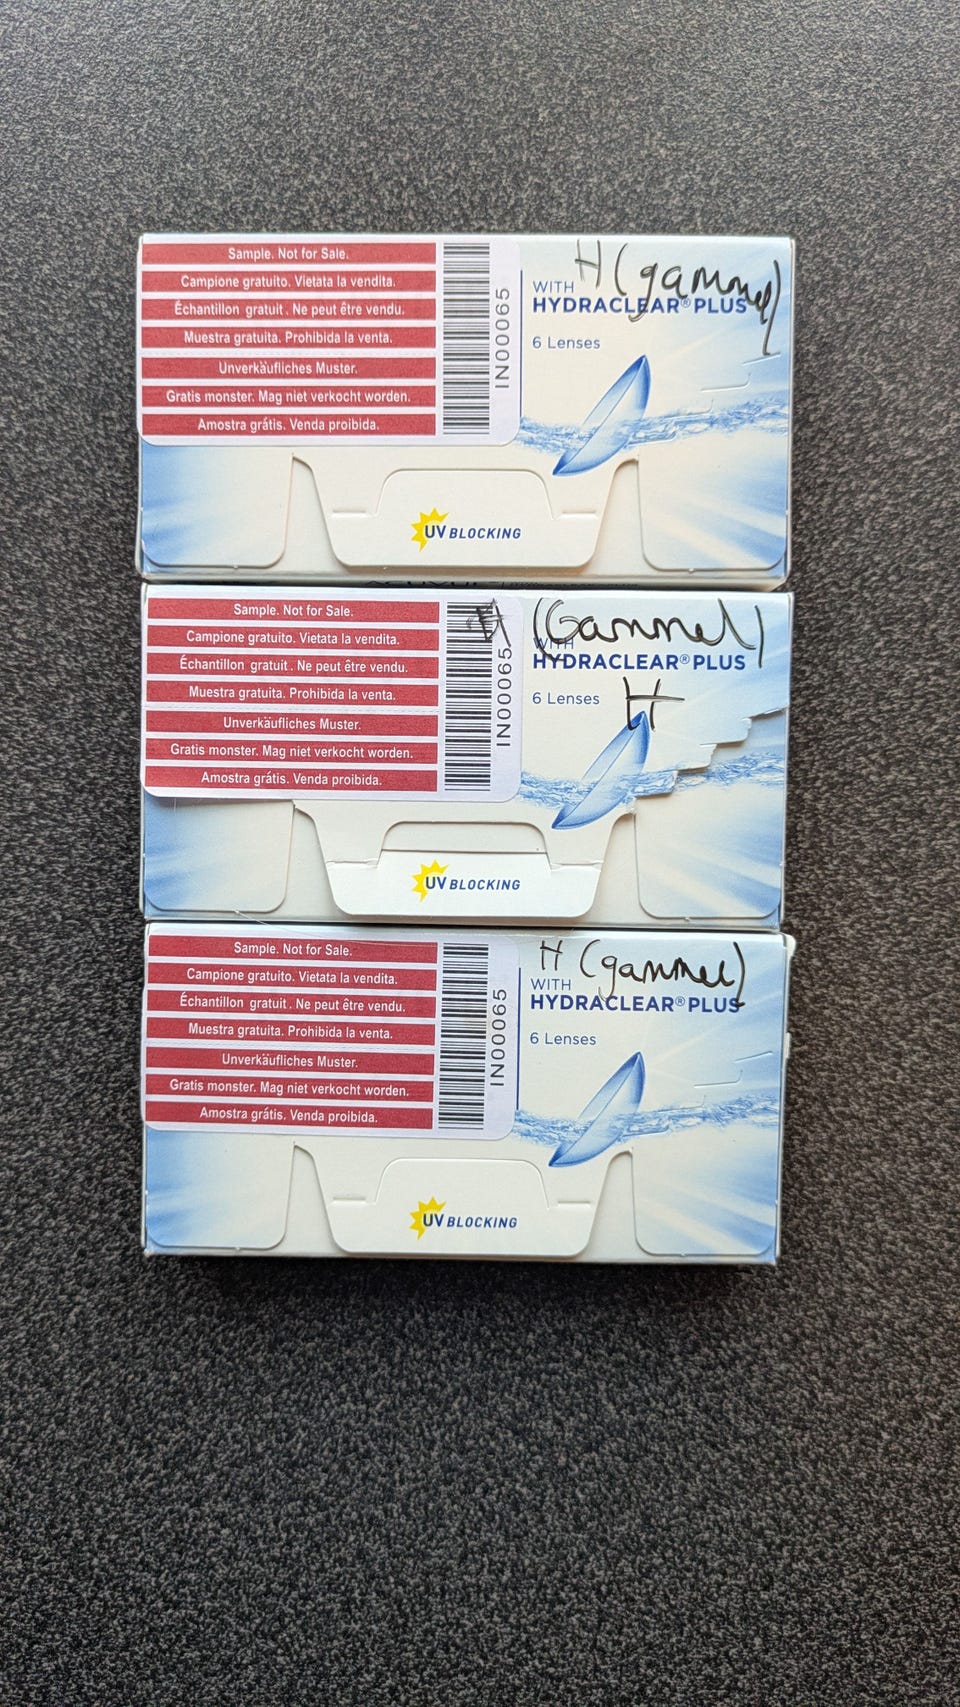 Sample. Not for Sale.
Campione gratuito. Vietata la vendita.
Échantillon gratuit. Ne peut être vendu.
Muestra gratuita. Prohibida la venta.
Unverkäufliches Muster.
Gratis monster. Mag niet verkocht worden.
Amostra grátis. Venda proibida.
IN00065
H (gammel)
WITH
HYDRACLEAR® PLUS
6 Lenses
UV BLOCKING
Sample. Not for Sale.
Campione gratuito. Vietata la vendita.
Échantillon gratuit. Ne peut être vendu.
Muestra gratuita. Prohibida la venta.
Unverkäufliches Muster.
Gratis monster. Mag niet verkocht worden.
Amostra grátis. Venda proibida.
IN00065
(Gammel)
WITH
HYDRACLEAR® PLUS
6 Lenses
H
UV BLOCKING
Sample. Not for Sale.
Campione gratuito. Vietata la vendita.
Échantillon gratuit. Ne peut être vendu.
Muestra gratuita. Prohibida la venta.
Unverkäufliches Muster.
Gratis monster. Mag niet verkocht worden.
Amostra grátis. Venda proibida.
IN00065
H (gammel)
WITH
HYDRACLEAR® PLUS
6 Lenses
UV BLOCKING